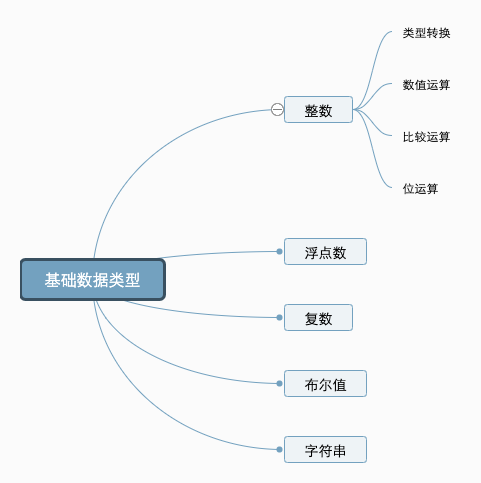 基础数据类型
整数
类型转换
数值运算
比较运算
位运算
浮点数
复数
布尔值
字符串